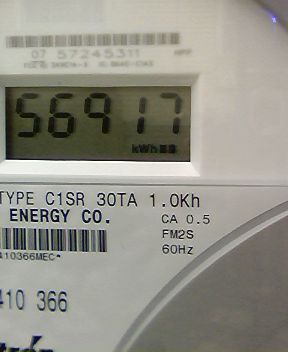 07 57245311
56917
kWh
TYPE C1SR 30TA 1.0Kh
ENERGY CO.
CA 0.5
FM2S
60Hz
410366MEC*
410 366